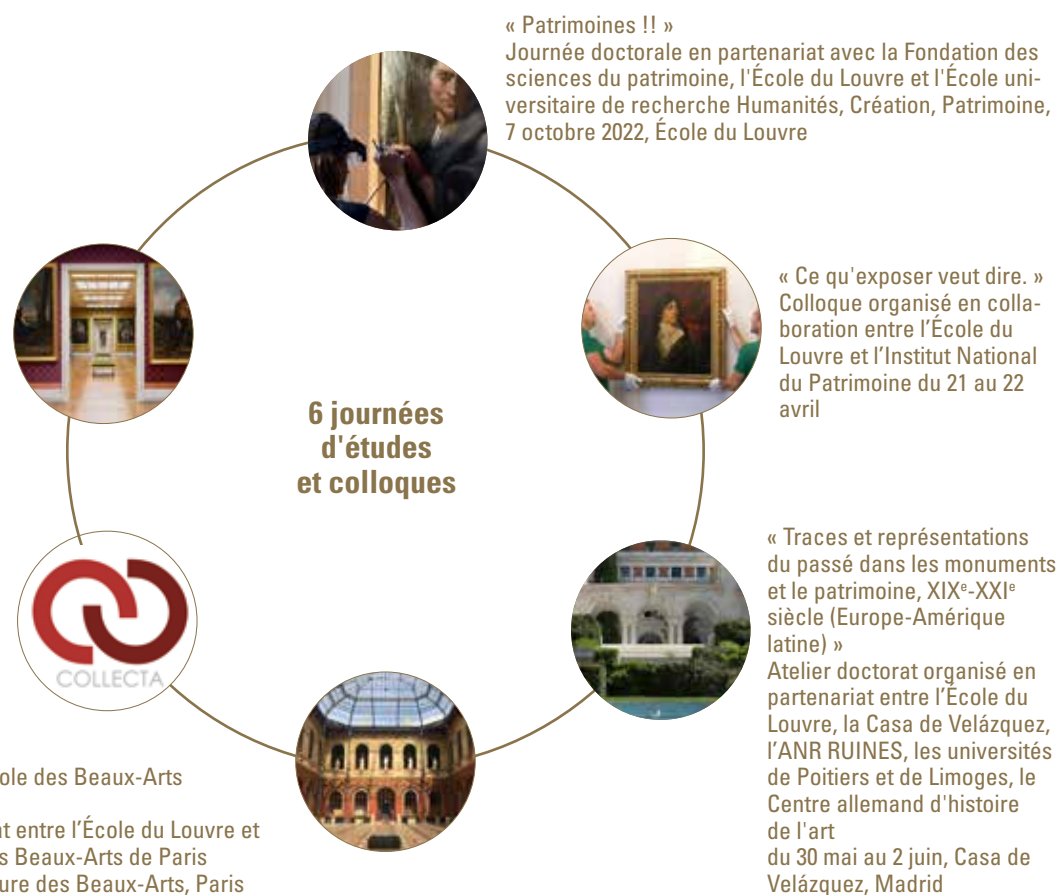 « Patrimoines !! »
Journée doctorale en partenariat avec la Fondation des
sciences du patrimoine, l'École du Louvre et l'École uni-
versitaire de recherche Humanités, Création, Patrimoine,
7 octobre 2022, École du Louvre
« Ce qu'exposer veut dire. »
Colloque organisé en colla-
boration entre l’École du
Louvre et l’Institut National
du Patrimoine du 21 au 22
avril
6 journées
d'études
et colloques
« Traces et représentations
du passé dans les monuments
et le patrimoine, XIXᵉ-XXIᵉ
siècle (Europe-Amérique
latine) »
Atelier doctorat organisé en
partenariat entre l’École du
Louvre, la Casa de Velázquez,
l’ANR RUINES, les universités
de Poitiers et de Limoges, le
Centre allemand d'histoire
de l'art
du 30 mai au 2 juin, Casa de
Velázquez, Madrid
COLLECTA
des Beaux-Arts
entre l’École du Louvre et
Beaux-Arts de Paris
des Beaux-Arts, Paris